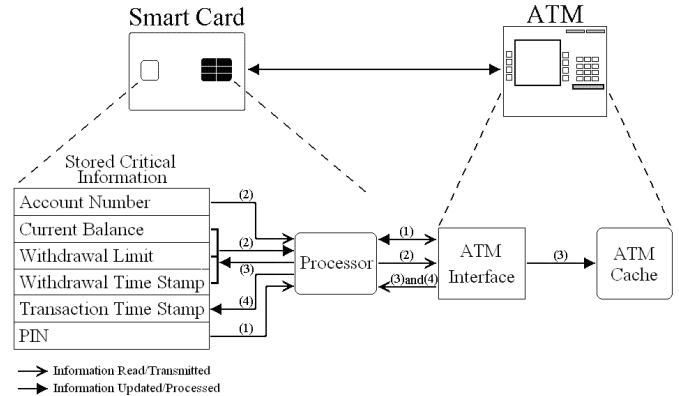 Smart Card
ATM
Stored Critical
Information
Account Number
Current Balance
Withdrawal Limit
Withdrawal Time Stamp
Transaction Time Stamp
PIN
(2)
(2)
(3)
(4)
(1)
Processor
(1)
(2)
(3)and(4)
ATM
Interface
(3)
ATM
Cache
Information Read/Transmitted
Information Updated/Processed